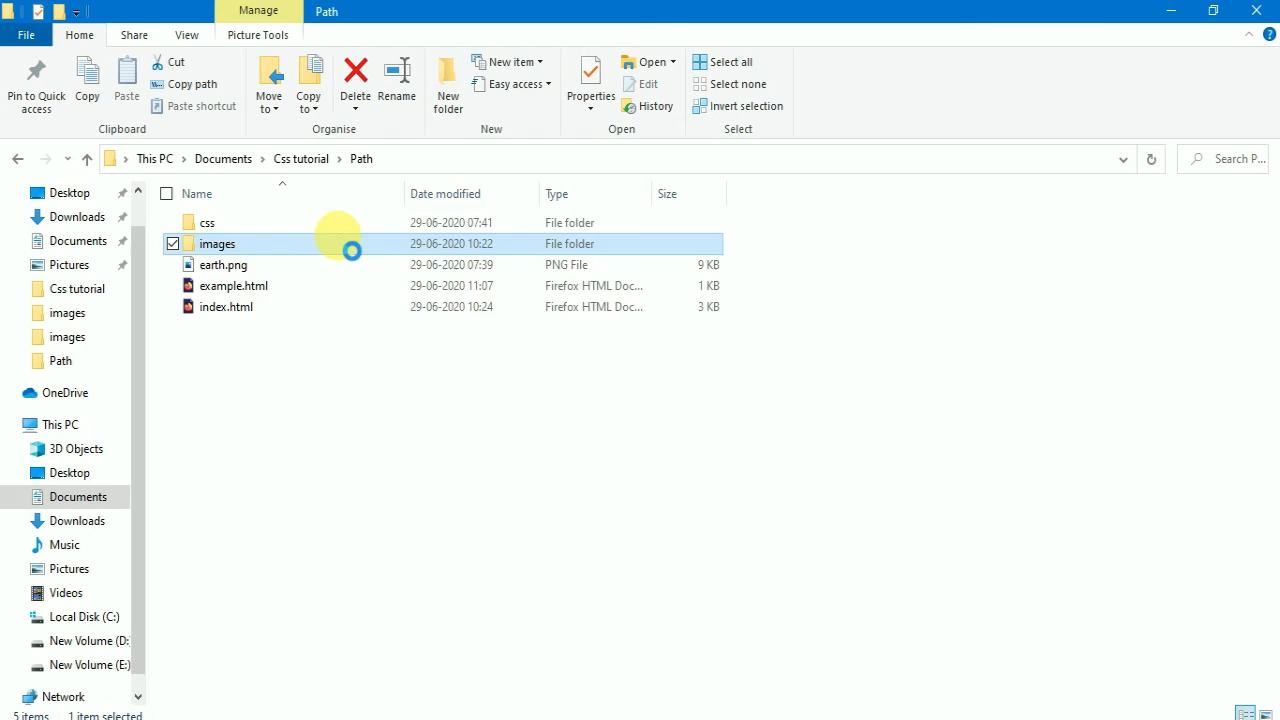 Manage Path
File Home Share View Picture Tools
Pin to Quick access
Copy
Paste
Cut
Copy path
Paste shortcut
Clipboard
Move to
Copy to
Delete
Rename
Organise
New folder
New item
Easy access
New
Properties
Open
Edit
History
Open
Select all
Select none
Invert selection
Select
This PC Documents Css tutorial Path
Search P...
Name Date modified Type Size
css 29-06-2020 07:41 File folder
images 29-06-2020 10:22 File folder
earth.png 29-06-2020 07:39 PNG File 9 KB
example.html 29-06-2020 11:07 Firefox HTML Doc... 1 KB
index.html 29-06-2020 10:24 Firefox HTML Doc... 3 KB
Desktop
Downloads
Documents
Pictures
Css tutorial
images
images
Path
OneDrive
This PC
3D Objects
Desktop
Documents
Downloads
Music
Pictures
Videos
Local Disk (C:)
New Volume (D:
New Volume (E:)
Network
5 items 1 item selected